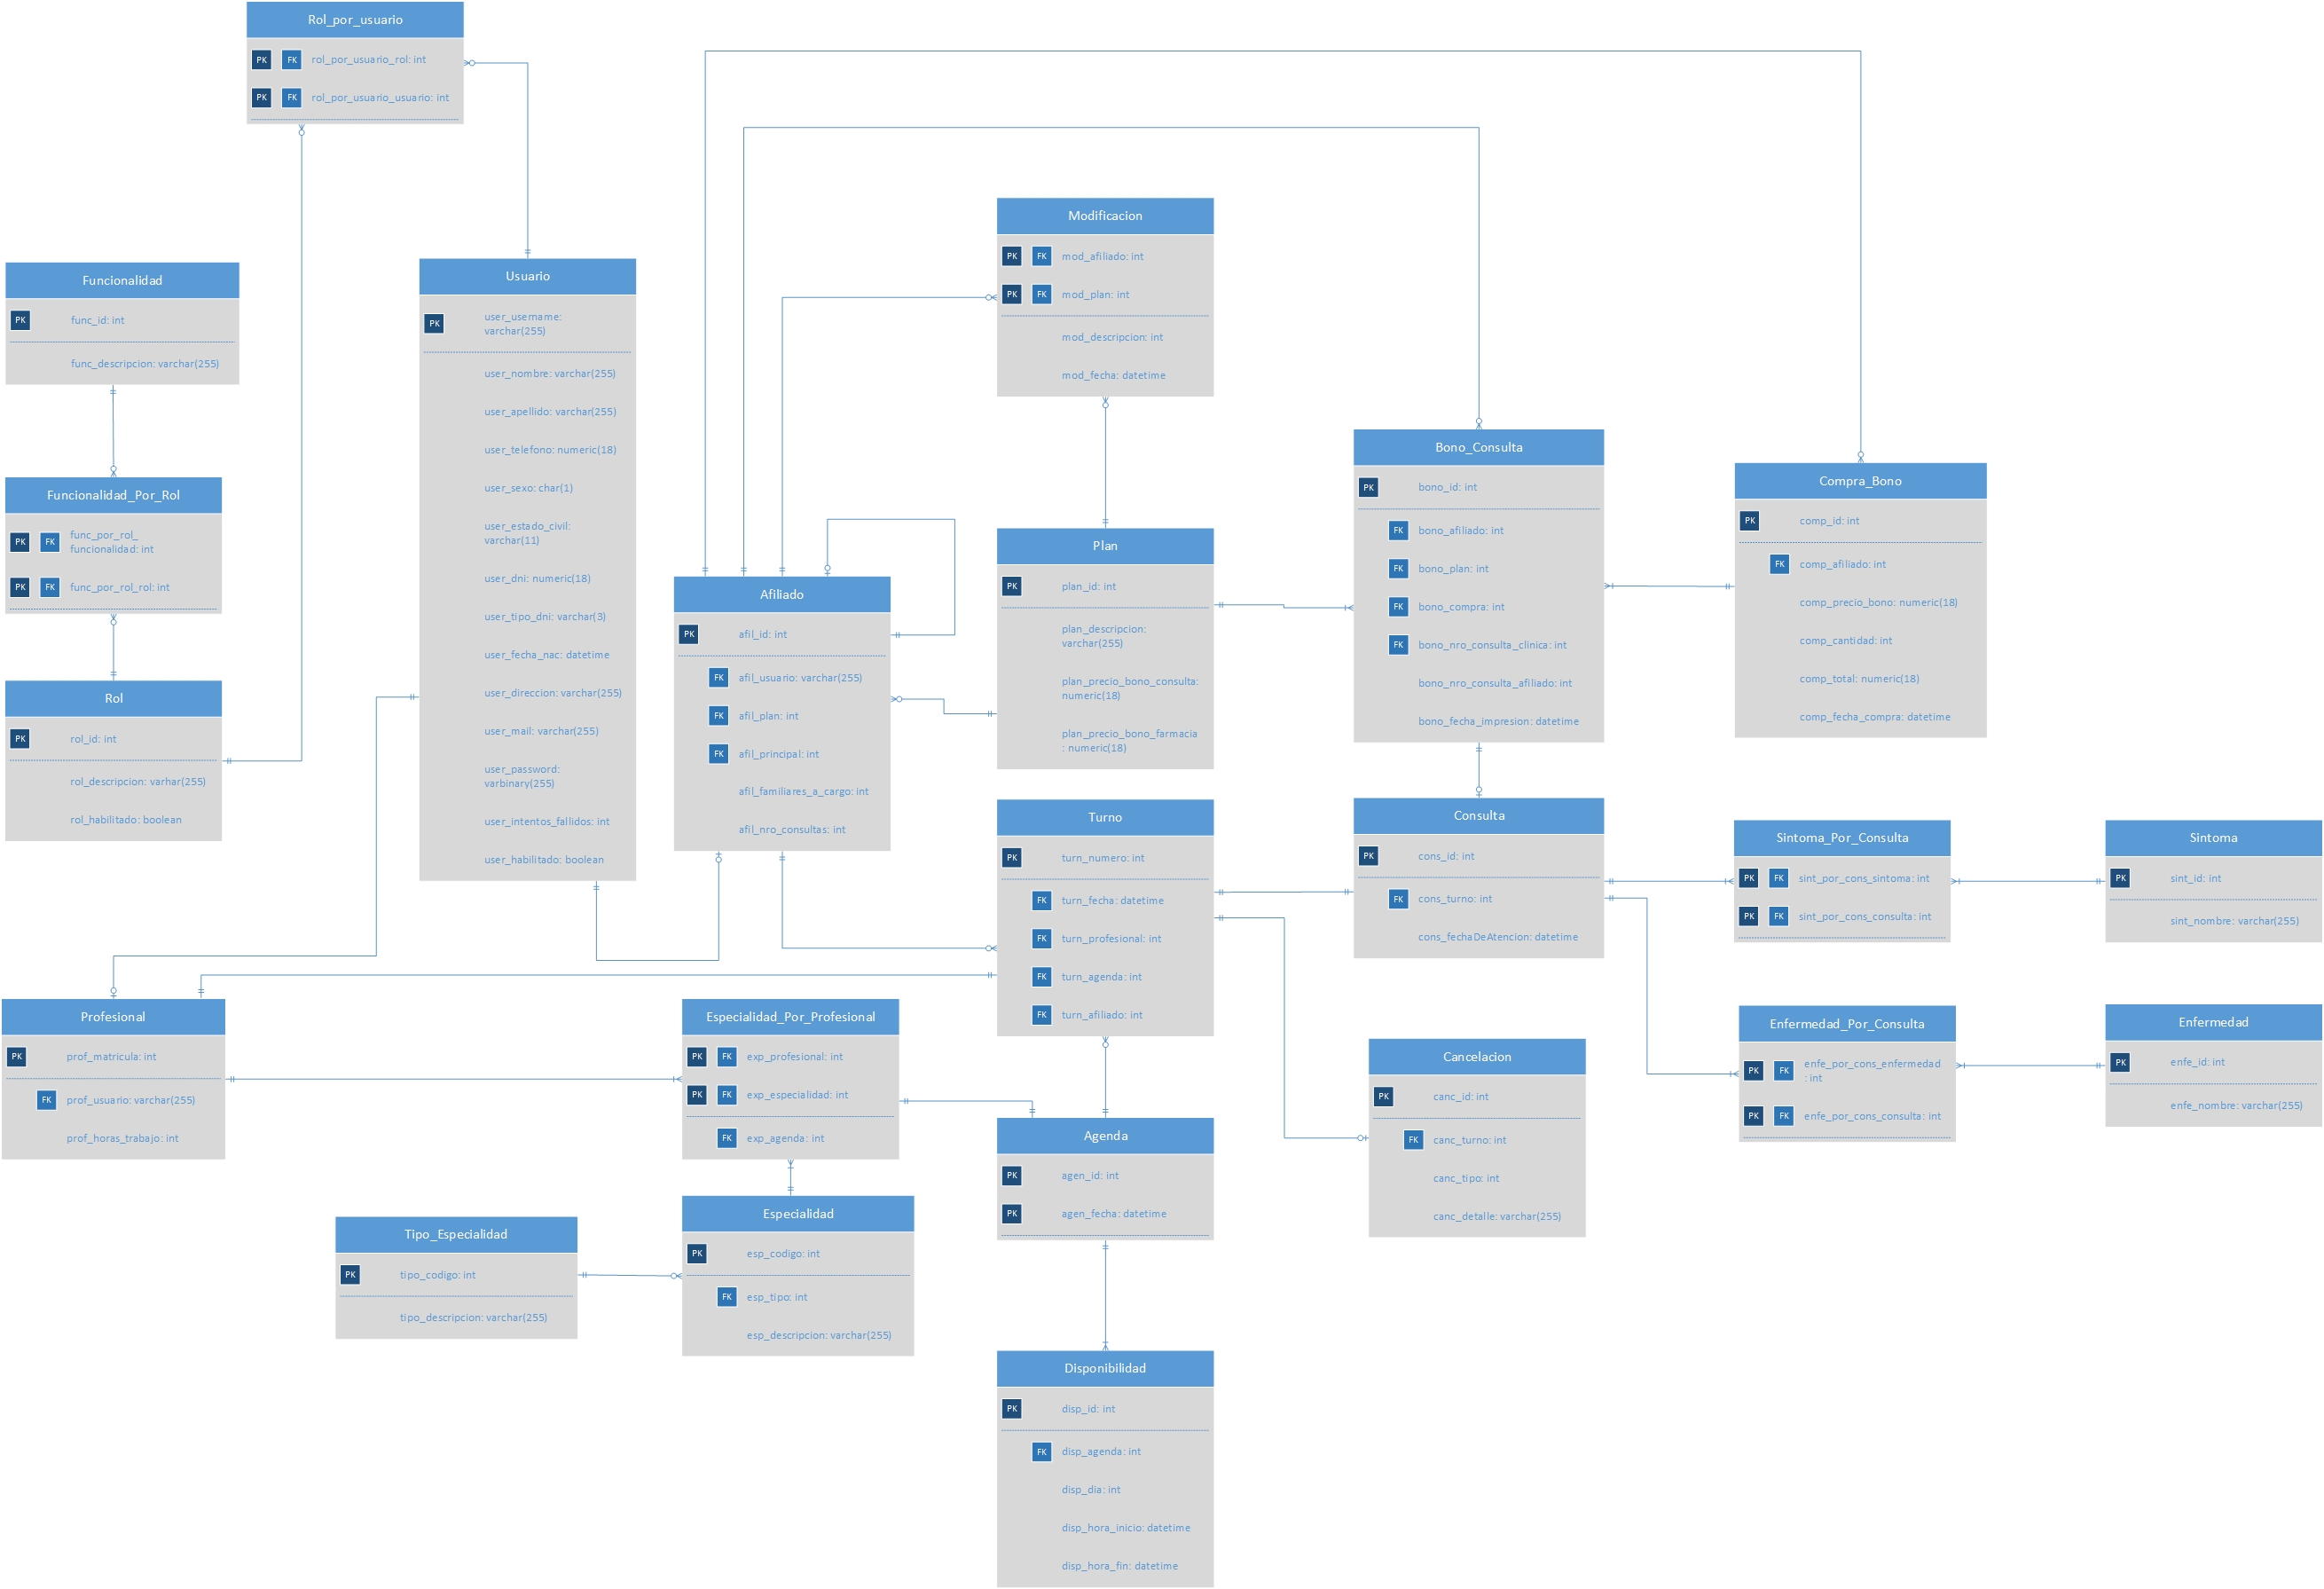 Rol_por_usuario
PK FK rol_por_usuario_rol: int
PK FK rol_por_usuario_usuario: int
Funcionalidad
PK func_id: int
func_descripcion: varchar(255)
Funcionalidad_Por_Rol
PK FK func_por_rol_
funcionalidad: int
PK FK func_por_rol_rol: int
Rol
PK rol_id: int
rol_descripcion: varhar(255)
rol_habilitado: boolean
Usuario
PK user_username:
varchar(255)
user_nombre: varchar(255)
user_apellido: varchar(255)
user_telefono: numeric(18)
user_sexo: char(1)
user_estado_civil:
varchar(11)
user_dni: numeric(18)
user_tipo_dni: varchar(3)
user_fecha_nac: datetime
user_direccion: varchar(255)
user_mail: varchar(255)
user_password:
varbinary(255)
user_intentos_fallidos: int
user_habilitado: boolean
Afiliado
PK afil_id: int
FK afil_usuario: varchar(255)
FK afil_plan: int
FK afil_principal: int
afil_familiares_a_cargo: int
afil_nro_consultas: int
Modificacion
PK FK mod_afiliado: int
PK FK mod_plan: int
mod_descripcion: int
mod_fecha: datetime
Plan
PK plan_id: int
plan_descripcion:
varchar(255)
plan_precio_bono_consulta:
numeric(18)
plan_precio_bono_farmacia
: numeric(18)
Bono_Consulta
PK bono_id: int
FK bono_afiliado: int
FK bono_plan: int
FK bono_compra: int
FK bono_nro_consulta_clinica: int
bono_nro_consulta_afiliado: int
bono_fecha_impresion: datetime
Compra_Bono
PK comp_id: int
FK comp_afiliado: int
comp_precio_bono: numeric(18)
comp_cantidad: int
comp_total: numeric(18)
comp_fecha_compra: datetime
Turno
PK turn_numero: int
FK turn_fecha: datetime
FK turn_profesional: int
FK turn_agenda: int
FK turn_afiliado: int
Consulta
PK cons_id: int
FK cons_turno: int
cons_fechaDeAtencion: datetime
Sintoma_Por_Consulta
PK FK sint_por_cons_sintoma: int
PK FK sint_por_cons_consulta: int
Sintoma
PK sint_id: int
sint_nombre: varchar(255)
Profesional
PK prof_matricula: int
FK prof_usuario: varchar(255)
prof_horas_trabajo: int
Especialidad_Por_Profesional
PK FK exp_profesional: int
PK FK exp_especialidad: int
FK exp_agenda: int
Agenda
PK agen_id: int
PK agen_fecha: datetime
Cancelacion
PK canc_id: int
FK canc_turno: int
canc_tipo: int
canc_detalle: varchar(255)
Enfermedad_Por_Consulta
PK FK enfe_por_cons_enfermedad
: int
PK FK enfe_por_cons_consulta: int
Enfermedad
PK enfe_id: int
enfe_nombre: varchar(255)
Tipo_Especialidad
PK tipo_codigo: int
tipo_descripcion: varchar(255)
Especialidad
PK esp_codigo: int
FK esp_tipo: int
esp_descripcion: varchar(255)
Disponibilidad
PK disp_id: int
FK disp_agenda: int
disp_dia: int
disp_hora_inicio: datetime
disp_hora_fin: datetime